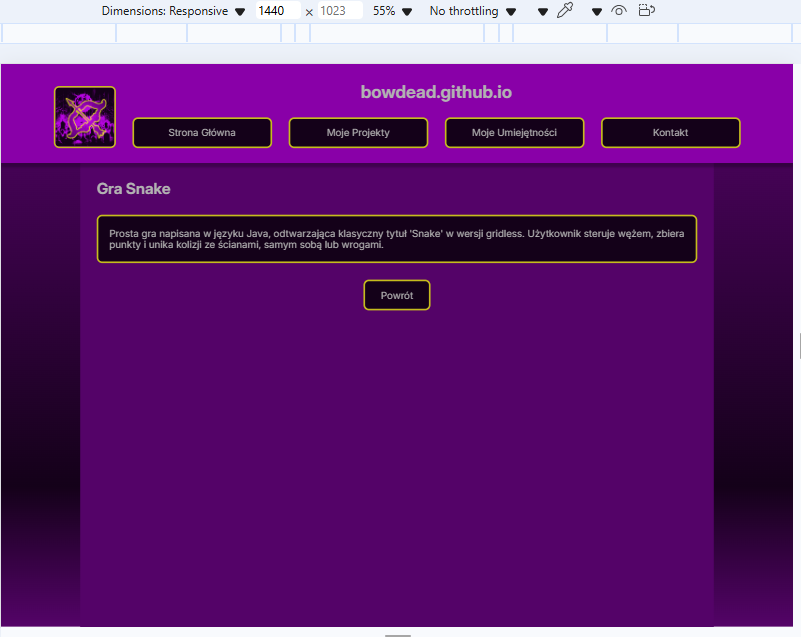 Dimensions: Responsive 1440 × 1023 55% No throttling
bowdead.github.io
Strona Główna Moje Projekty Moje Umiejętności Kontakt
Gra Snake
Prosta gra napisana w języku Java, odtwarzająca klasyczny tytuł 'Snake' w wersji gridless. Użytkownik steruje wężem, zbiera
punkty i unika kolizji ze ścianami, samym sobą lub wrogami.
Powrót